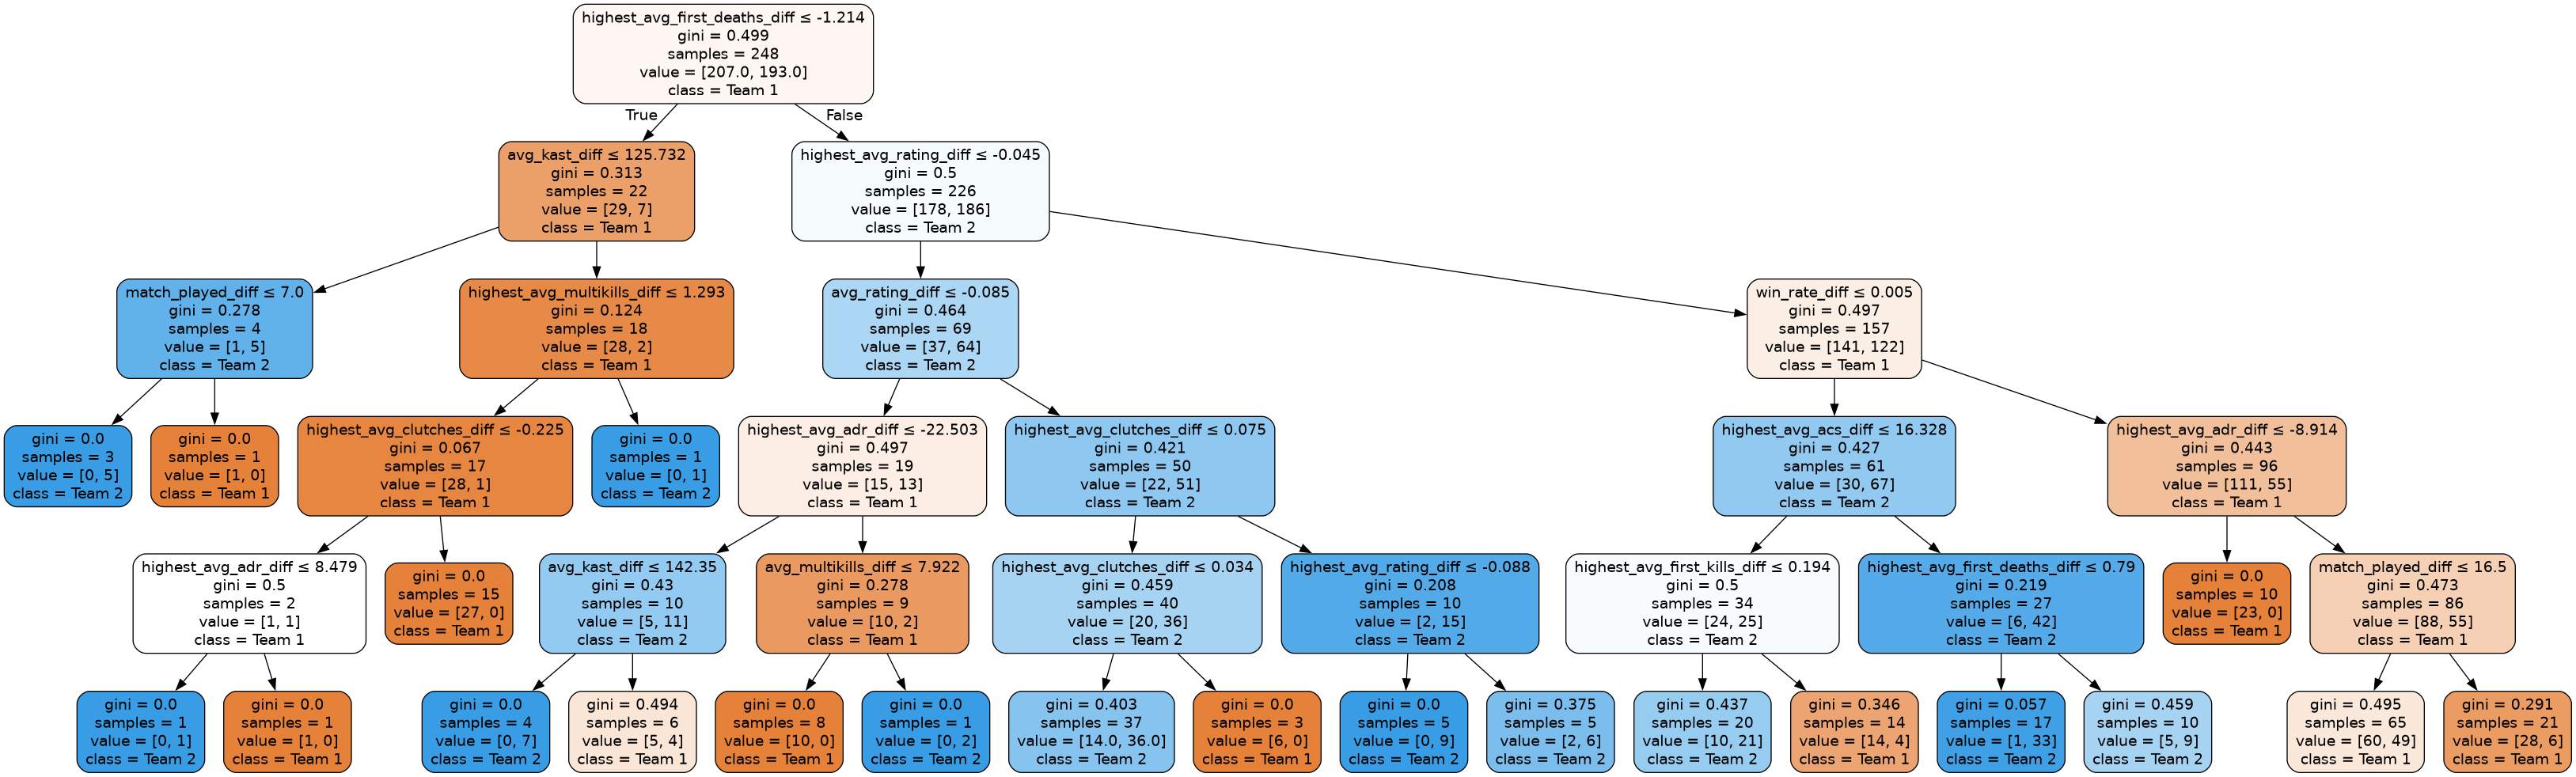 highest_avg_first_deaths_diff ≤ -1.214
gini = 0.499
samples = 248
value = [207.0, 193.0]
class = Team 1
True
False
avg_kast_diff ≤ 125.732
gini = 0.313
samples = 22
value = [29, 7]
class = Team 1
highest_avg_rating_diff ≤ -0.045
gini = 0.5
samples = 226
value = [178, 186]
class = Team 2
match_played_diff ≤ 7.0
gini = 0.278
samples = 4
value = [1, 5]
class = Team 2
highest_avg_multikills_diff ≤ 1.293
gini = 0.124
samples = 18
value = [28, 2]
class = Team 1
avg_rating_diff ≤ -0.085
gini = 0.464
samples = 69
value = [37, 64]
class = Team 2
win_rate_diff ≤ 0.005
gini = 0.497
samples = 157
value = [141, 122]
class = Team 1
gini = 0.0
samples = 3
value = [0, 5]
class = Team 2
gini = 0.0
samples = 1
value = [1, 0]
class = Team 1
highest_avg_clutches_diff ≤ -0.225
gini = 0.067
samples = 17
value = [28, 1]
class = Team 1
gini = 0.0
samples = 1
value = [0, 1]
class = Team 2
highest_avg_adr_diff ≤ -22.503
gini = 0.497
samples = 19
value = [15, 13]
class = Team 1
highest_avg_clutches_diff ≤ 0.075
gini = 0.421
samples = 50
value = [22, 51]
class = Team 2
highest_avg_acs_diff ≤ 16.328
gini = 0.427
samples = 61
value = [30, 67]
class = Team 2
highest_avg_adr_diff ≤ -8.914
gini = 0.443
samples = 96
value = [111, 55]
class = Team 1
highest_avg_adr_diff ≤ 8.479
gini = 0.5
samples = 2
value = [1, 1]
class = Team 1
gini = 0.0
samples = 15
value = [27, 0]
class = Team 1
avg_kast_diff ≤ 142.35
gini = 0.43
samples = 10
value = [5, 11]
class = Team 2
avg_multikills_diff ≤ 7.922
gini = 0.278
samples = 9
value = [10, 2]
class = Team 1
highest_avg_clutches_diff ≤ 0.034
gini = 0.459
samples = 40
value = [20, 36]
class = Team 2
highest_avg_rating_diff ≤ -0.088
gini = 0.208
samples = 10
value = [2, 15]
class = Team 2
highest_avg_first_kills_diff ≤ 0.194
gini = 0.5
samples = 34
value = [24, 25]
class = Team 2
highest_avg_first_deaths_diff ≤ 0.79
gini = 0.219
samples = 27
value = [6, 42]
class = Team 2
gini = 0.0
samples = 10
value = [23, 0]
class = Team 1
match_played_diff ≤ 16.5
gini = 0.473
samples = 86
value = [88, 55]
class = Team 1
gini = 0.0
samples = 1
value = [0, 1]
class = Team 2
gini = 0.0
samples = 1
value = [1, 0]
class = Team 1
gini = 0.0
samples = 4
value = [0, 7]
class = Team 2
gini = 0.494
samples = 6
value = [5, 4]
class = Team 1
gini = 0.0
samples = 8
value = [10, 0]
class = Team 1
gini = 0.0
samples = 1
value = [0, 2]
class = Team 2
gini = 0.403
samples = 37
value = [14.0, 36.0]
class = Team 2
gini = 0.0
samples = 3
value = [6, 0]
class = Team 1
gini = 0.0
samples = 5
value = [0, 9]
class = Team 2
gini = 0.375
samples = 5
value = [2, 6]
class = Team 2
gini = 0.437
samples = 20
value = [10, 21]
class = Team 2
gini = 0.346
samples = 14
value = [14, 4]
class = Team 1
gini = 0.057
samples = 17
value = [1, 33]
class = Team 2
gini = 0.459
samples = 10
value = [5, 9]
class = Team 2
gini = 0.495
samples = 65
value = [60, 49]
class = Team 1
gini = 0.291
samples = 21
value = [28, 6]
class = Team 1